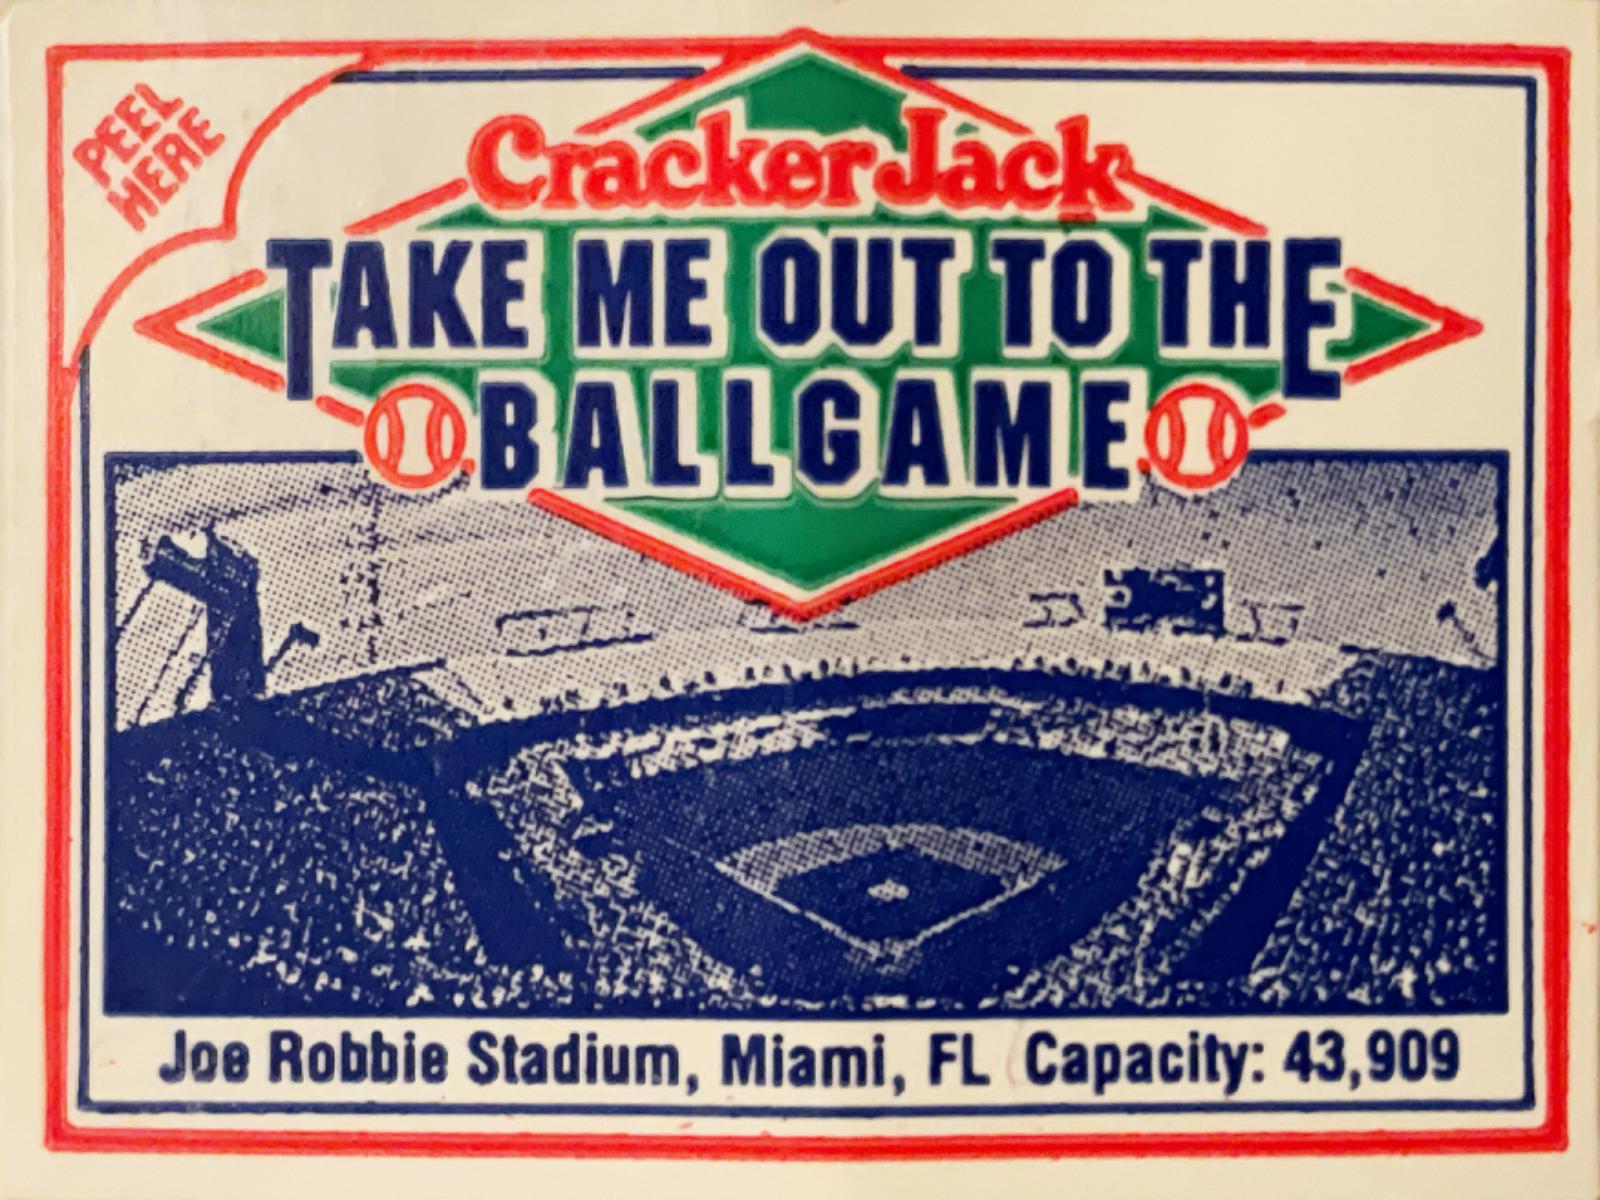 PEEL
HERE
Cracker Jack
TAKE ME OUT TO THE
BALLGAME
Joe Robbie Stadium, Miami, FL Capacity: 43,909